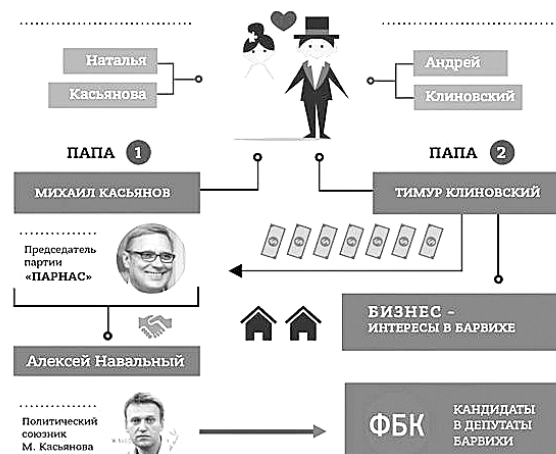 Наталья
Касьянова
Андрей
Клиновский
ПАПА 1
ПАПА 2
МИХАИЛ КАСЬЯНОВ
ТИМУР КЛИНОВСКИЙ
Председатель
партии
«ПАРНАС»
БИЗНЕС –
ИНТЕРЕСЫ В БАРВИХЕ
Алексей Навальный
Политический
союзник
М. Касьянова
ФБК
КАНДИДАТЫ
В ДЕПУТАТЫ
БАРВИХИ